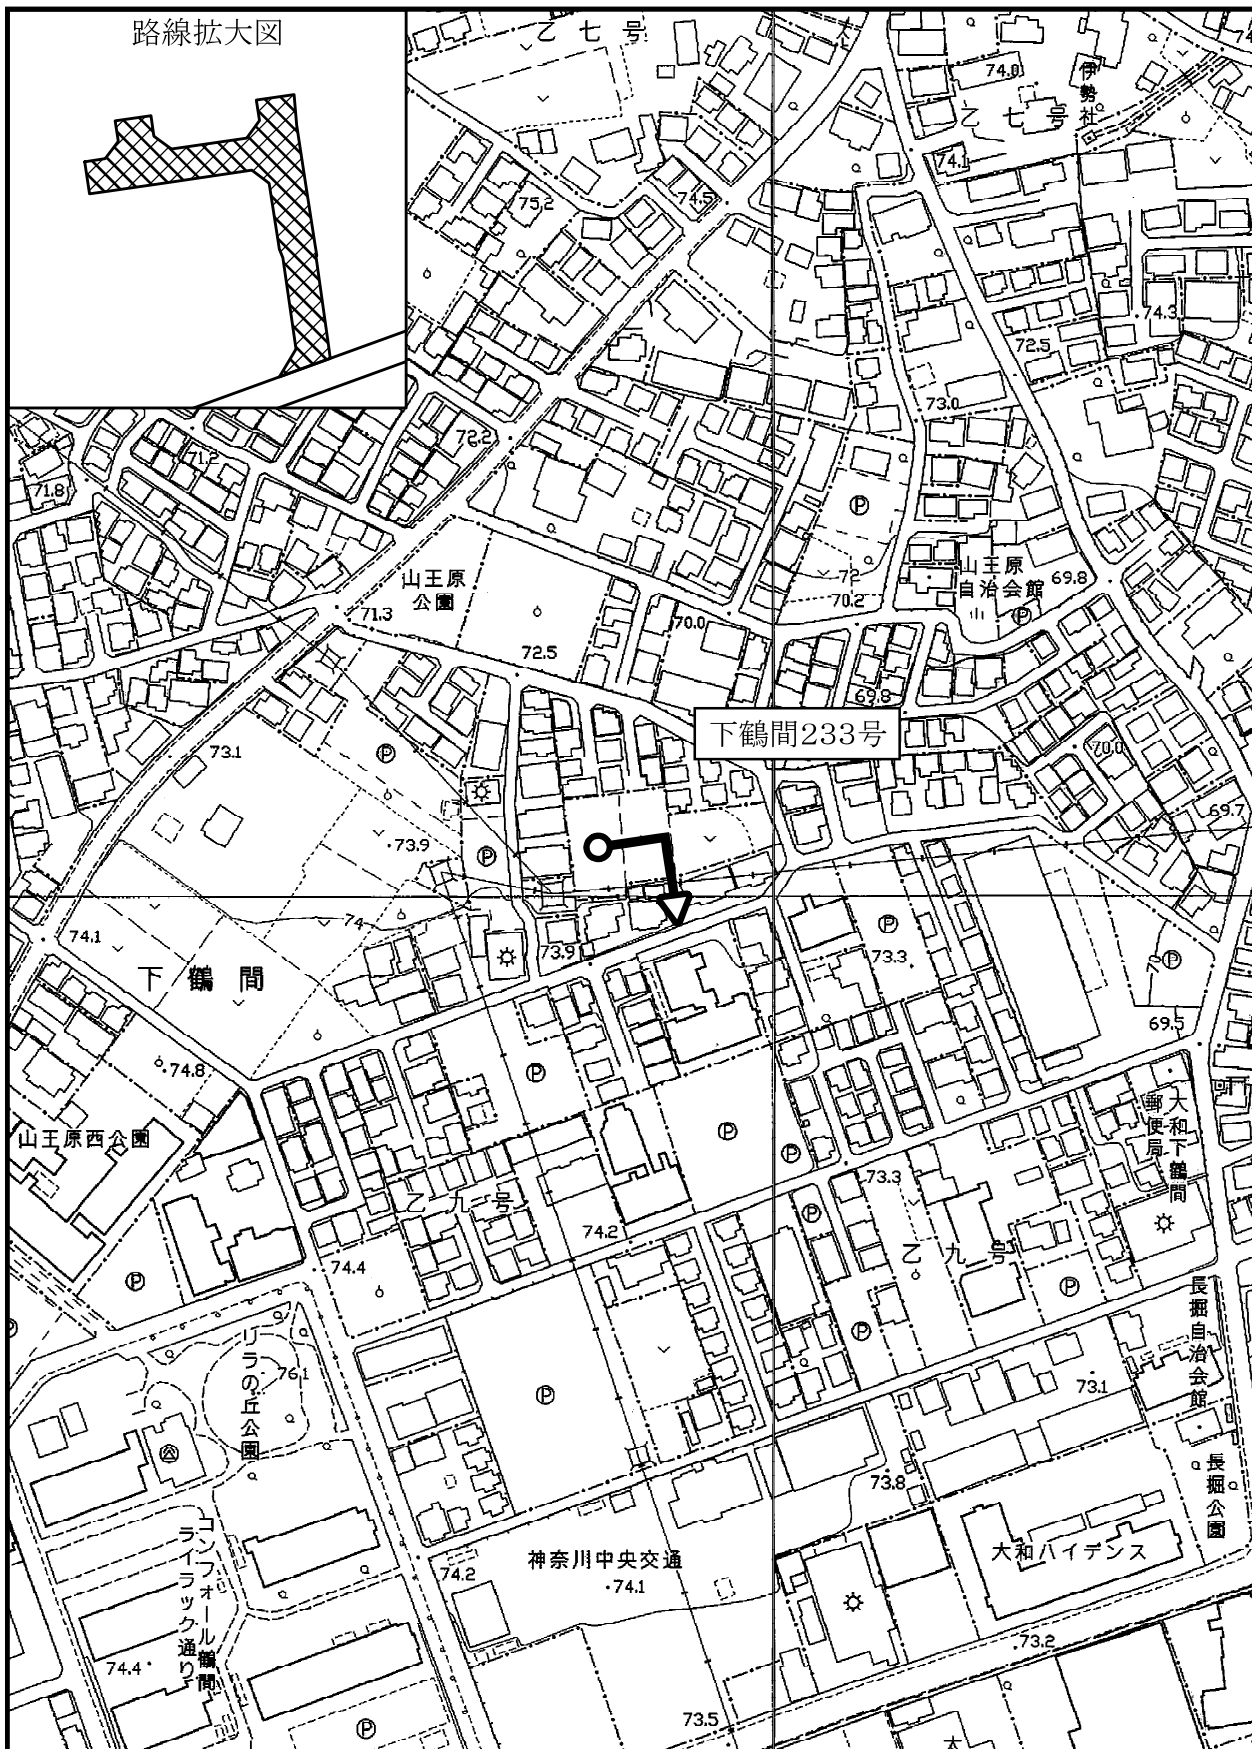 路線拡大図
乙七号
74.0
伊勢社
乙七号
74.1
75.2
74.5
74.3
72.5
73.0
72.2
71.2
71.8
山王原
公園
71.3
72
70.2
山王原
自治会館
69.8
70.0
72.5
69.8
下鶴間233号
73.1
70.0
69.7
73.9
74
74.1
73.9
73.3
70
下鶴間
69.5
74.8
大和下鶴間
郵便局
山王原西公園
乙九号
73.3
74.2
乙九号
74.4
長堀自治会館
リラの丘公園
76.1
73.1
73.8
長堀公園
コンフォール鶴間
ライラック通り
神奈川中央交通
74.2
74.1
大和ハイデンス
74.4
73.2
73.5